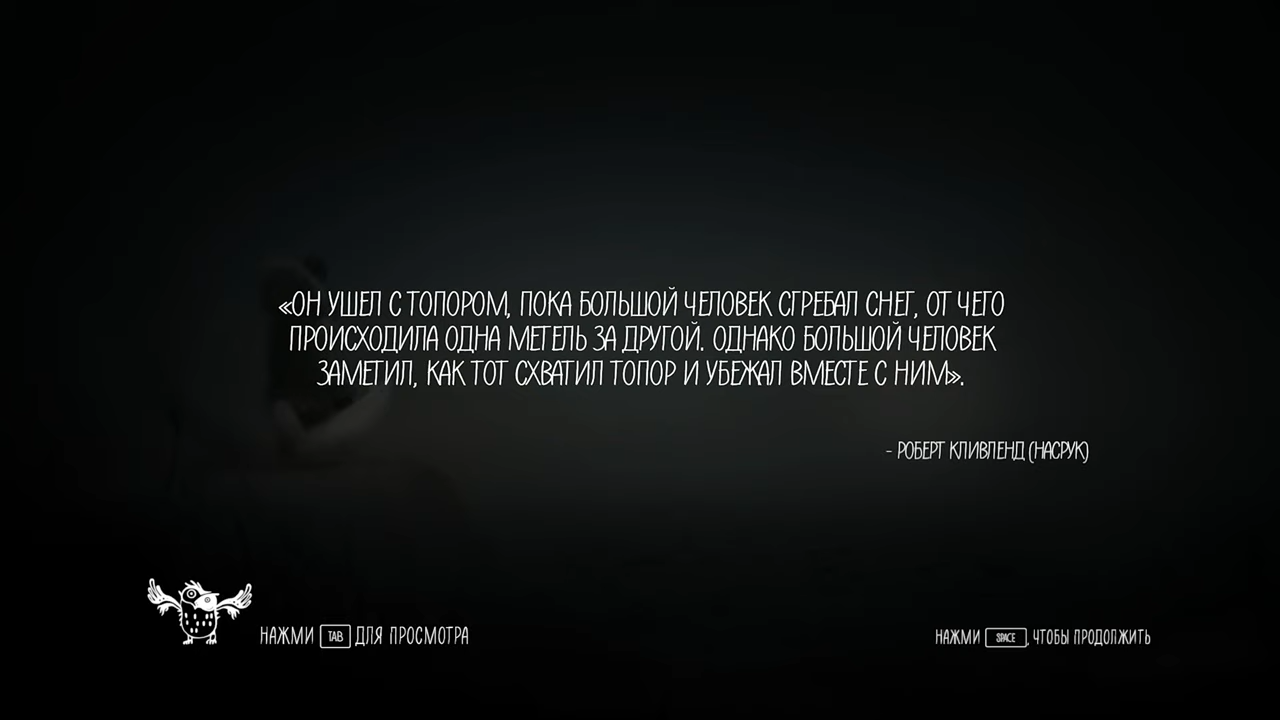 «ОН УШЕЛ С ТОПОРОМ, ПОКА БОЛЬШОЙ ЧЕЛОВЕК СГРЕБАЛ СНЕГ, ОТ ЧЕГО
ПРОИСХОДИЛА ОДНА МЕТЕЛЬ ЗА ДРУГОЙ. ОДНАКО БОЛЬШОЙ ЧЕЛОВЕК
ЗАМЕТИЛ, КАК ТОТ СХВАТИЛ ТОПОР И УБЕЖАЛ ВМЕСТЕ С НИМ».
- РОБЕРТ КЛИВЛЕНД (НАСРУК)
НАЖМИ TAB ДЛЯ ПРОСМОТРА
НАЖМИ SPACE, ЧТОБЫ ПРОДОЛЖИТЬ